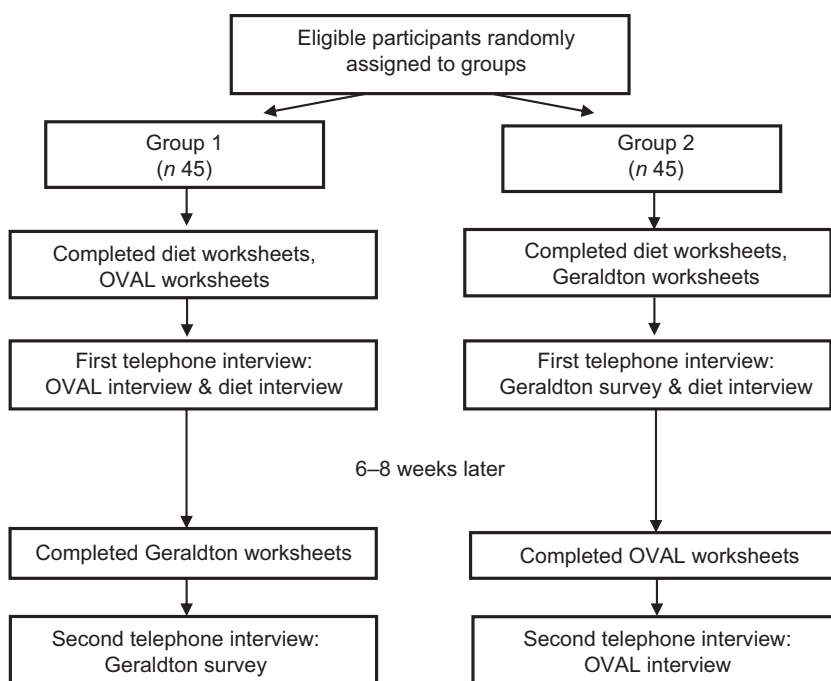 Eligible participants randomly
assigned to groups
Group 1
(n 45)
Group 2
(n 45)
Completed diet worksheets,
OVAL worksheets
Completed diet worksheets,
Geraldton worksheets
First telephone interview:
OVAL interview & diet interview
First telephone interview:
Geraldton survey & diet interview
6–8 weeks later
Completed Geraldton worksheets
Completed OVAL worksheets
Second telephone interview:
Geraldton survey
Second telephone interview:
OVAL interview